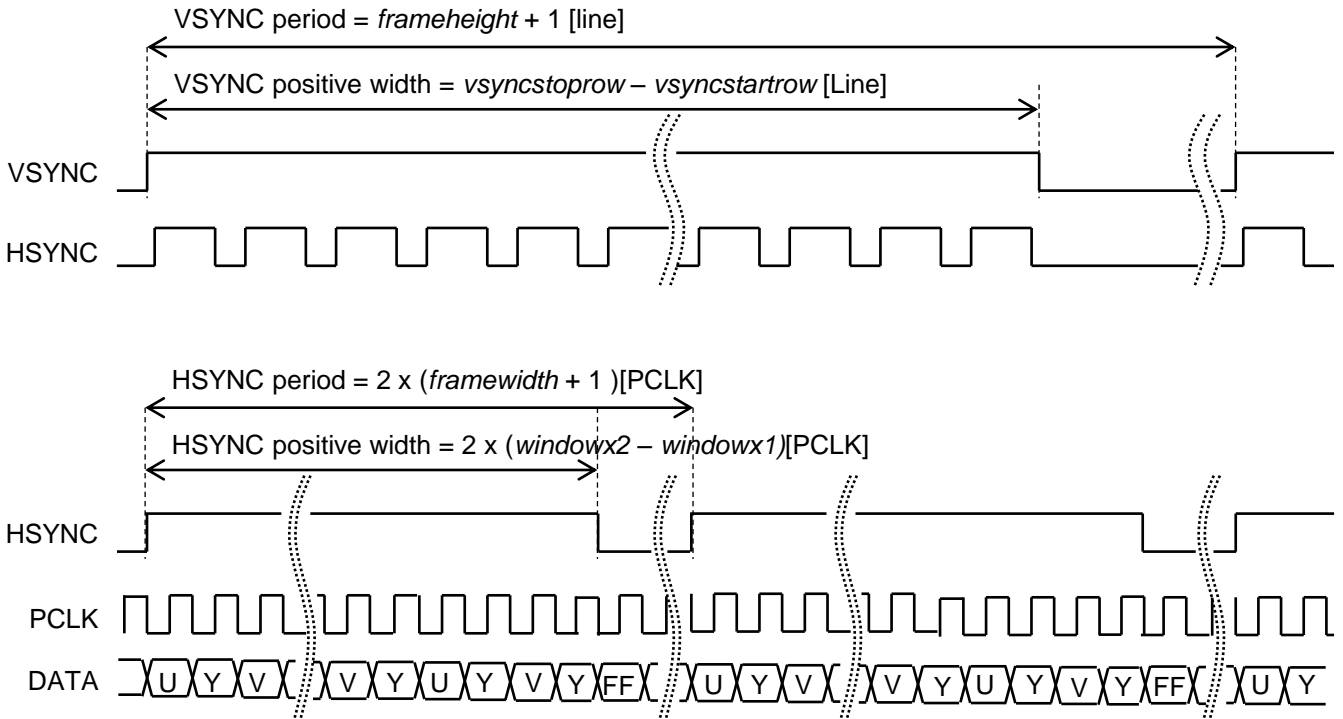 VSYNC period = frameheight + 1 [line]
VSYNC positive width = vsyncstoprow – vsyncstartrow [Line]
VSYNC
HSYNC
HSYNC period = 2 x (framewidth + 1 )[PCLK]
HSYNC positive width = 2 x (windowx2 – windowx1)[PCLK]
HSYNC
PCLK
DATA U Y V V Y U Y V Y FF U Y V V Y U Y V Y FF U Y